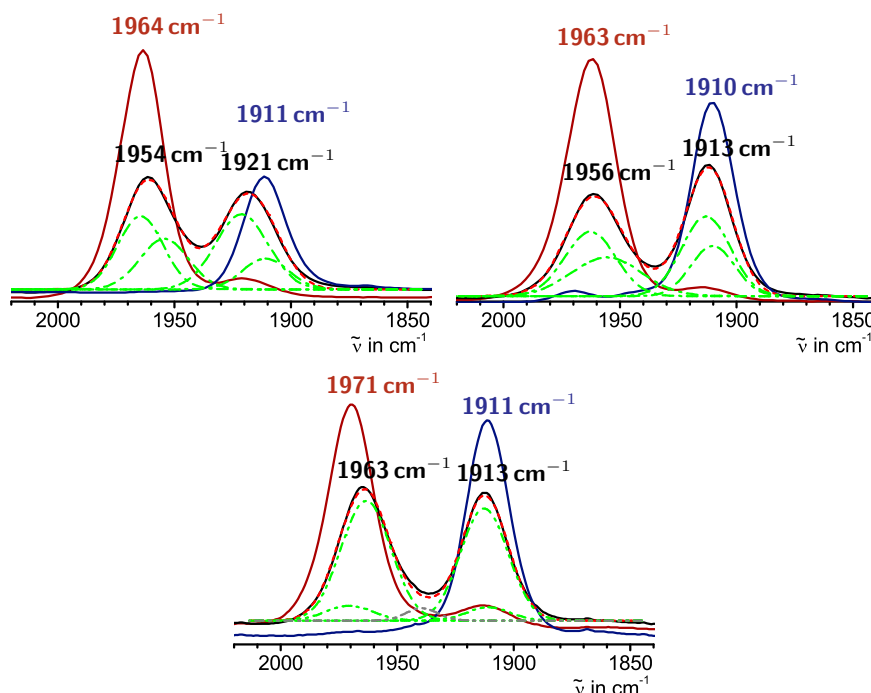 1964 cm⁻¹
1911 cm⁻¹
1954 cm⁻¹
1921 cm⁻¹
2000 1950 1900 1850
ν̃ in cm⁻¹
1963 cm⁻¹
1910 cm⁻¹
1913 cm⁻¹
1956 cm⁻¹
2000 1950 1900 1850
ν̃ in cm⁻¹
1971 cm⁻¹
1911 cm⁻¹
1963 cm⁻¹
1913 cm⁻¹
2000 1950 1900 1850
ν̃ in cm⁻¹